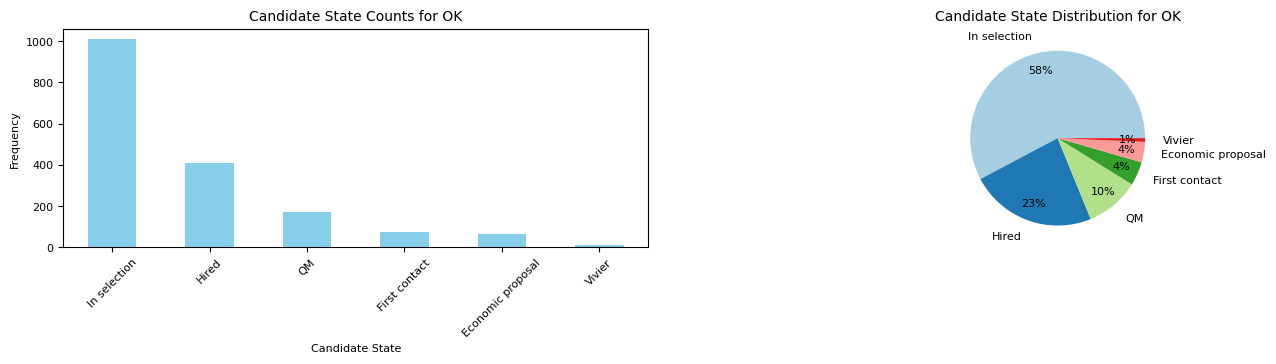 Candidate State Counts for OK
1000
800
600
400
200
0
Frequency
In selection
Hired
QM
First contact
Economic proposal
Vivier
Candidate State
Candidate State Distribution for OK
In selection
58%
Hired
23%
QM
10%
First contact
4%
Economic proposal
4%
Vivier
1%